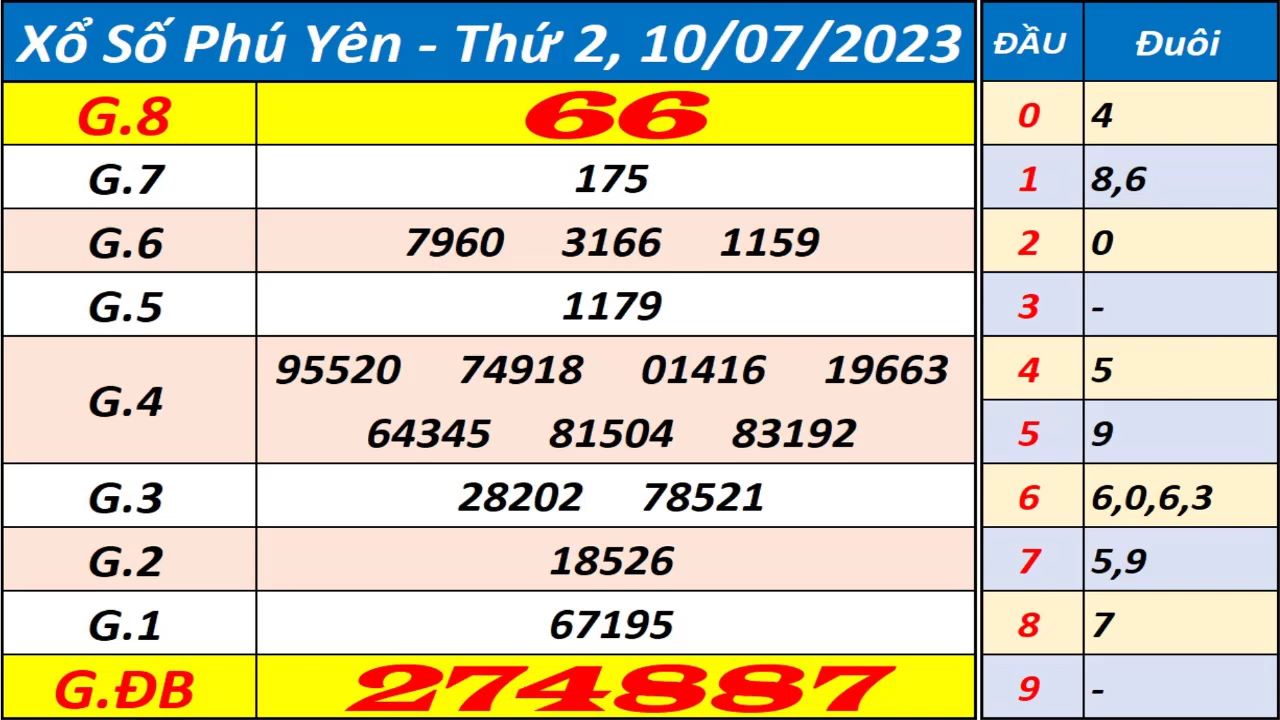 Xổ Số Phú Yên - Thứ 2, 10/07/2023
G.8 66
G.7 175
G.6 7960 3166 1159
G.5 1179
G.4 95520 74918 01416 19663
64345 81504 83192
G.3 28202 78521
G.2 18526
G.1 67195
G.ĐB 274887
ĐẦU Đuôi
0 4
1 8,6
2 0
3 -
4 5
5 9
6 6,0,6,3
7 5,9
8 7
9 -